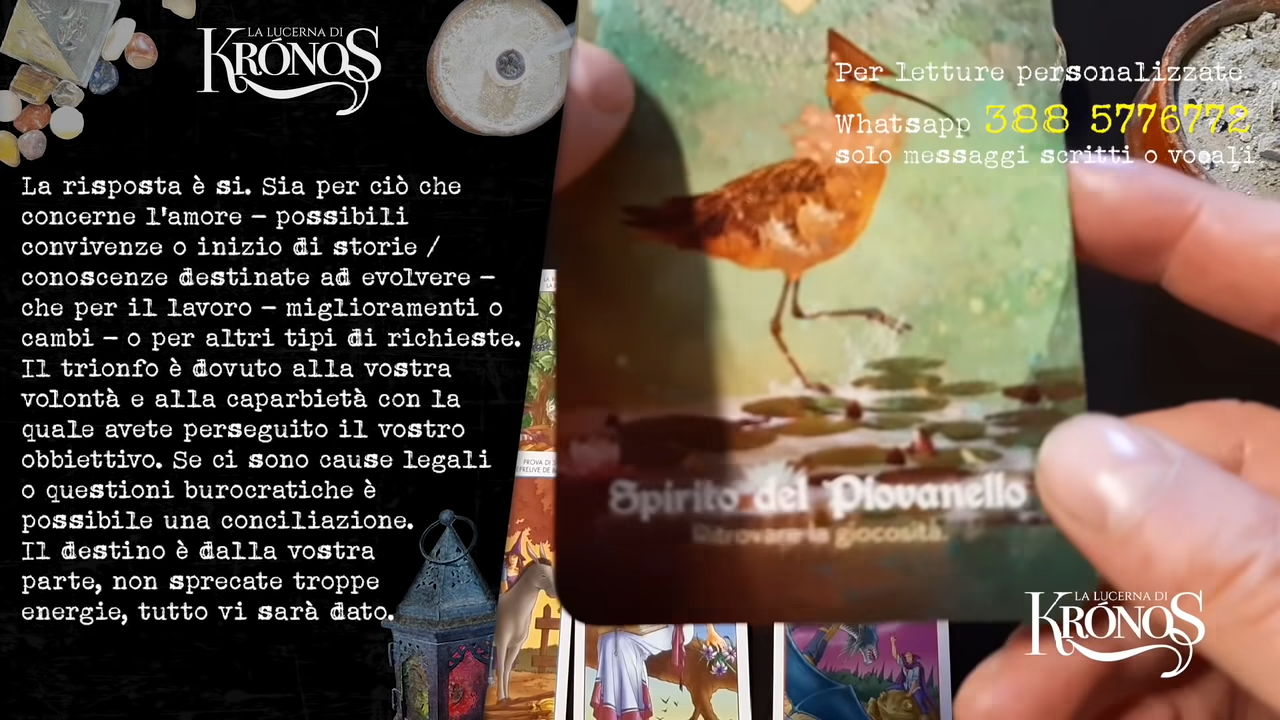 LA LUCERNA DI
KRÓNOS
Per letture personalizzate
Whatsapp 388 5776772
solo messaggi scritti o vocali
La risposta è si. Sia per ciò che
concerne l'amore – possibili
convivenze o inizio di storie /
conoscenze destinate ad evolvere –
che per il lavoro – miglioramenti o
cambi – o per altri tipi di richieste.
Il trionfo è dovuto alla vostra
volontà e alla caparbietà con la
quale avete perseguito il vostro
obbiettivo. Se ci sono cause legali
o questioni burocratiche è
possibile una conciliazione.
Il destino è dalla vostra
parte, non sprecate troppe
energie, tutto vi sarà dato.
PROVA DI
Spirito del Piovanello
Ritrovare la giocosità.
LA LUCERNA DI
KRÓNOS